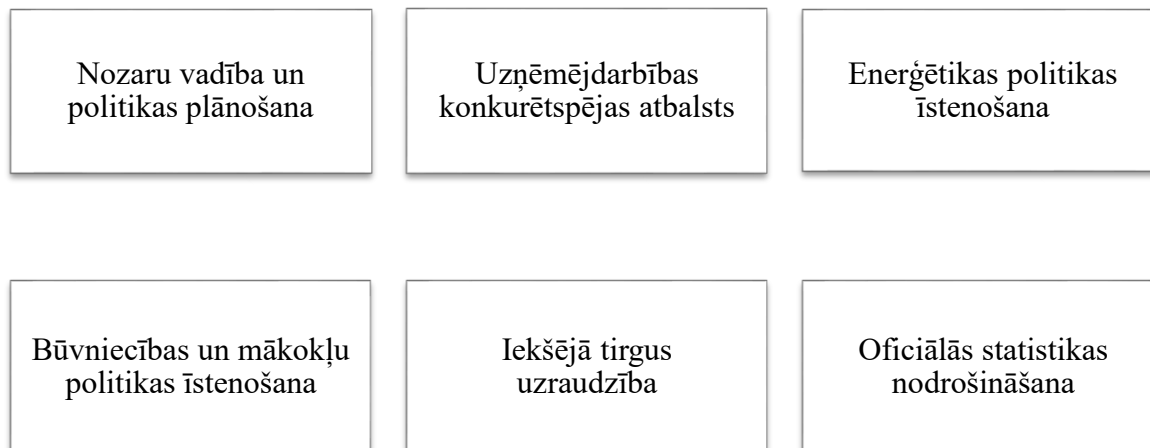 Nozaru vadība un
politikas plānošana
Uzņēmējdarbības
konkurētspējas atbalsts
Enerģētikas politikas
īstenošana
Būvniecības un mākokļu
politikas īstenošana
Iekšējā tirgus
uzraudzība
Oficiālās statistikas
nodrošināšana